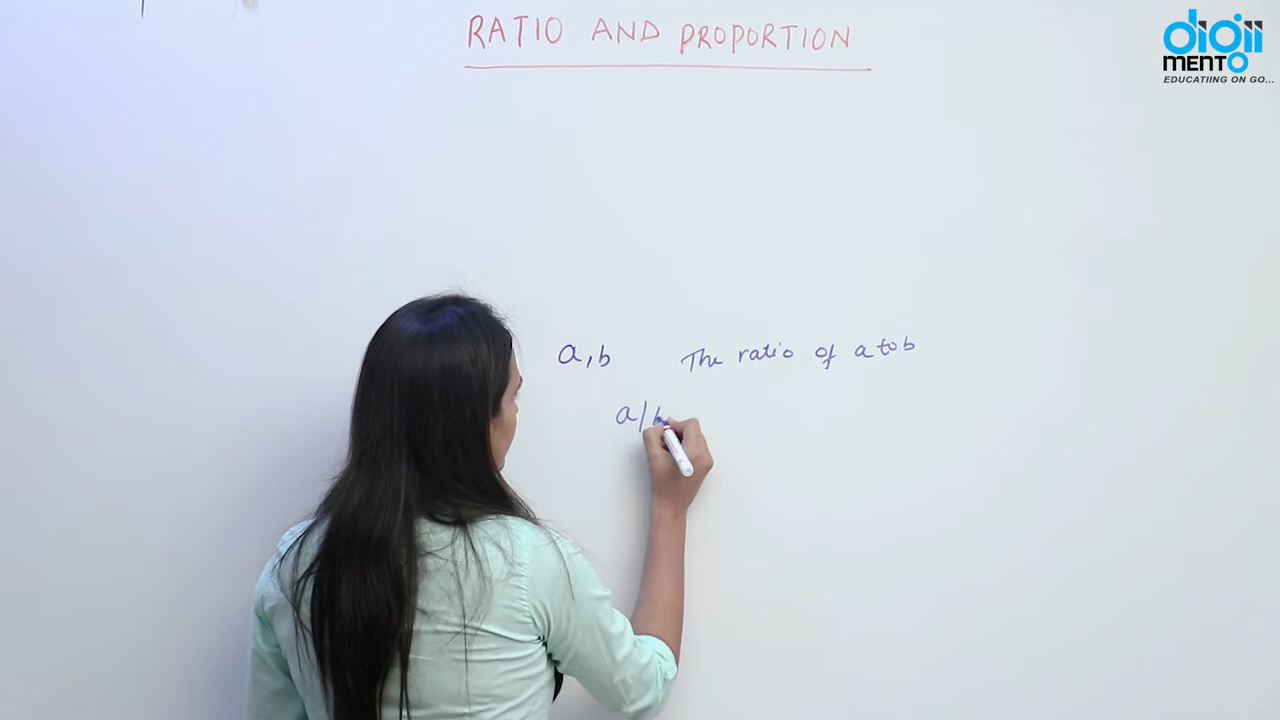 RATIO AND PROPORTION
digii
MENTO
EDUCATIING ON GO...
a, b The ratio of a to b
a/b